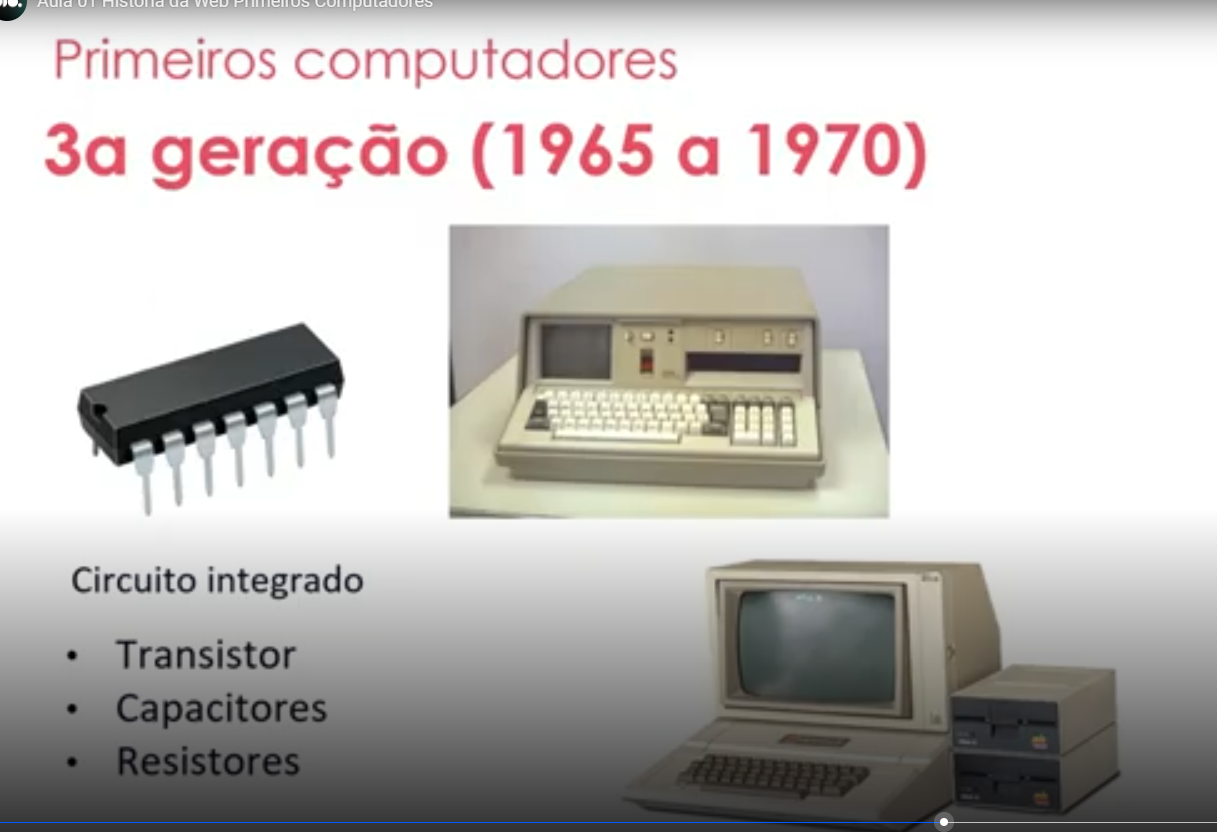 Aula 01 História da Web Primeiros Computadores
Primeiros computadores
3a geração (1965 a 1970)
Circuito integrado
• Transistor
• Capacitores
• Resistores